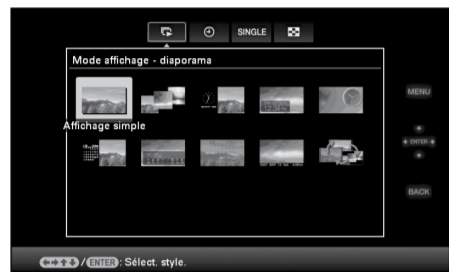 SINGLE
Mode affichage - diaporama
Affichage simple
MENU
ENTER
BACK
/ ENTER : Sélect. style.